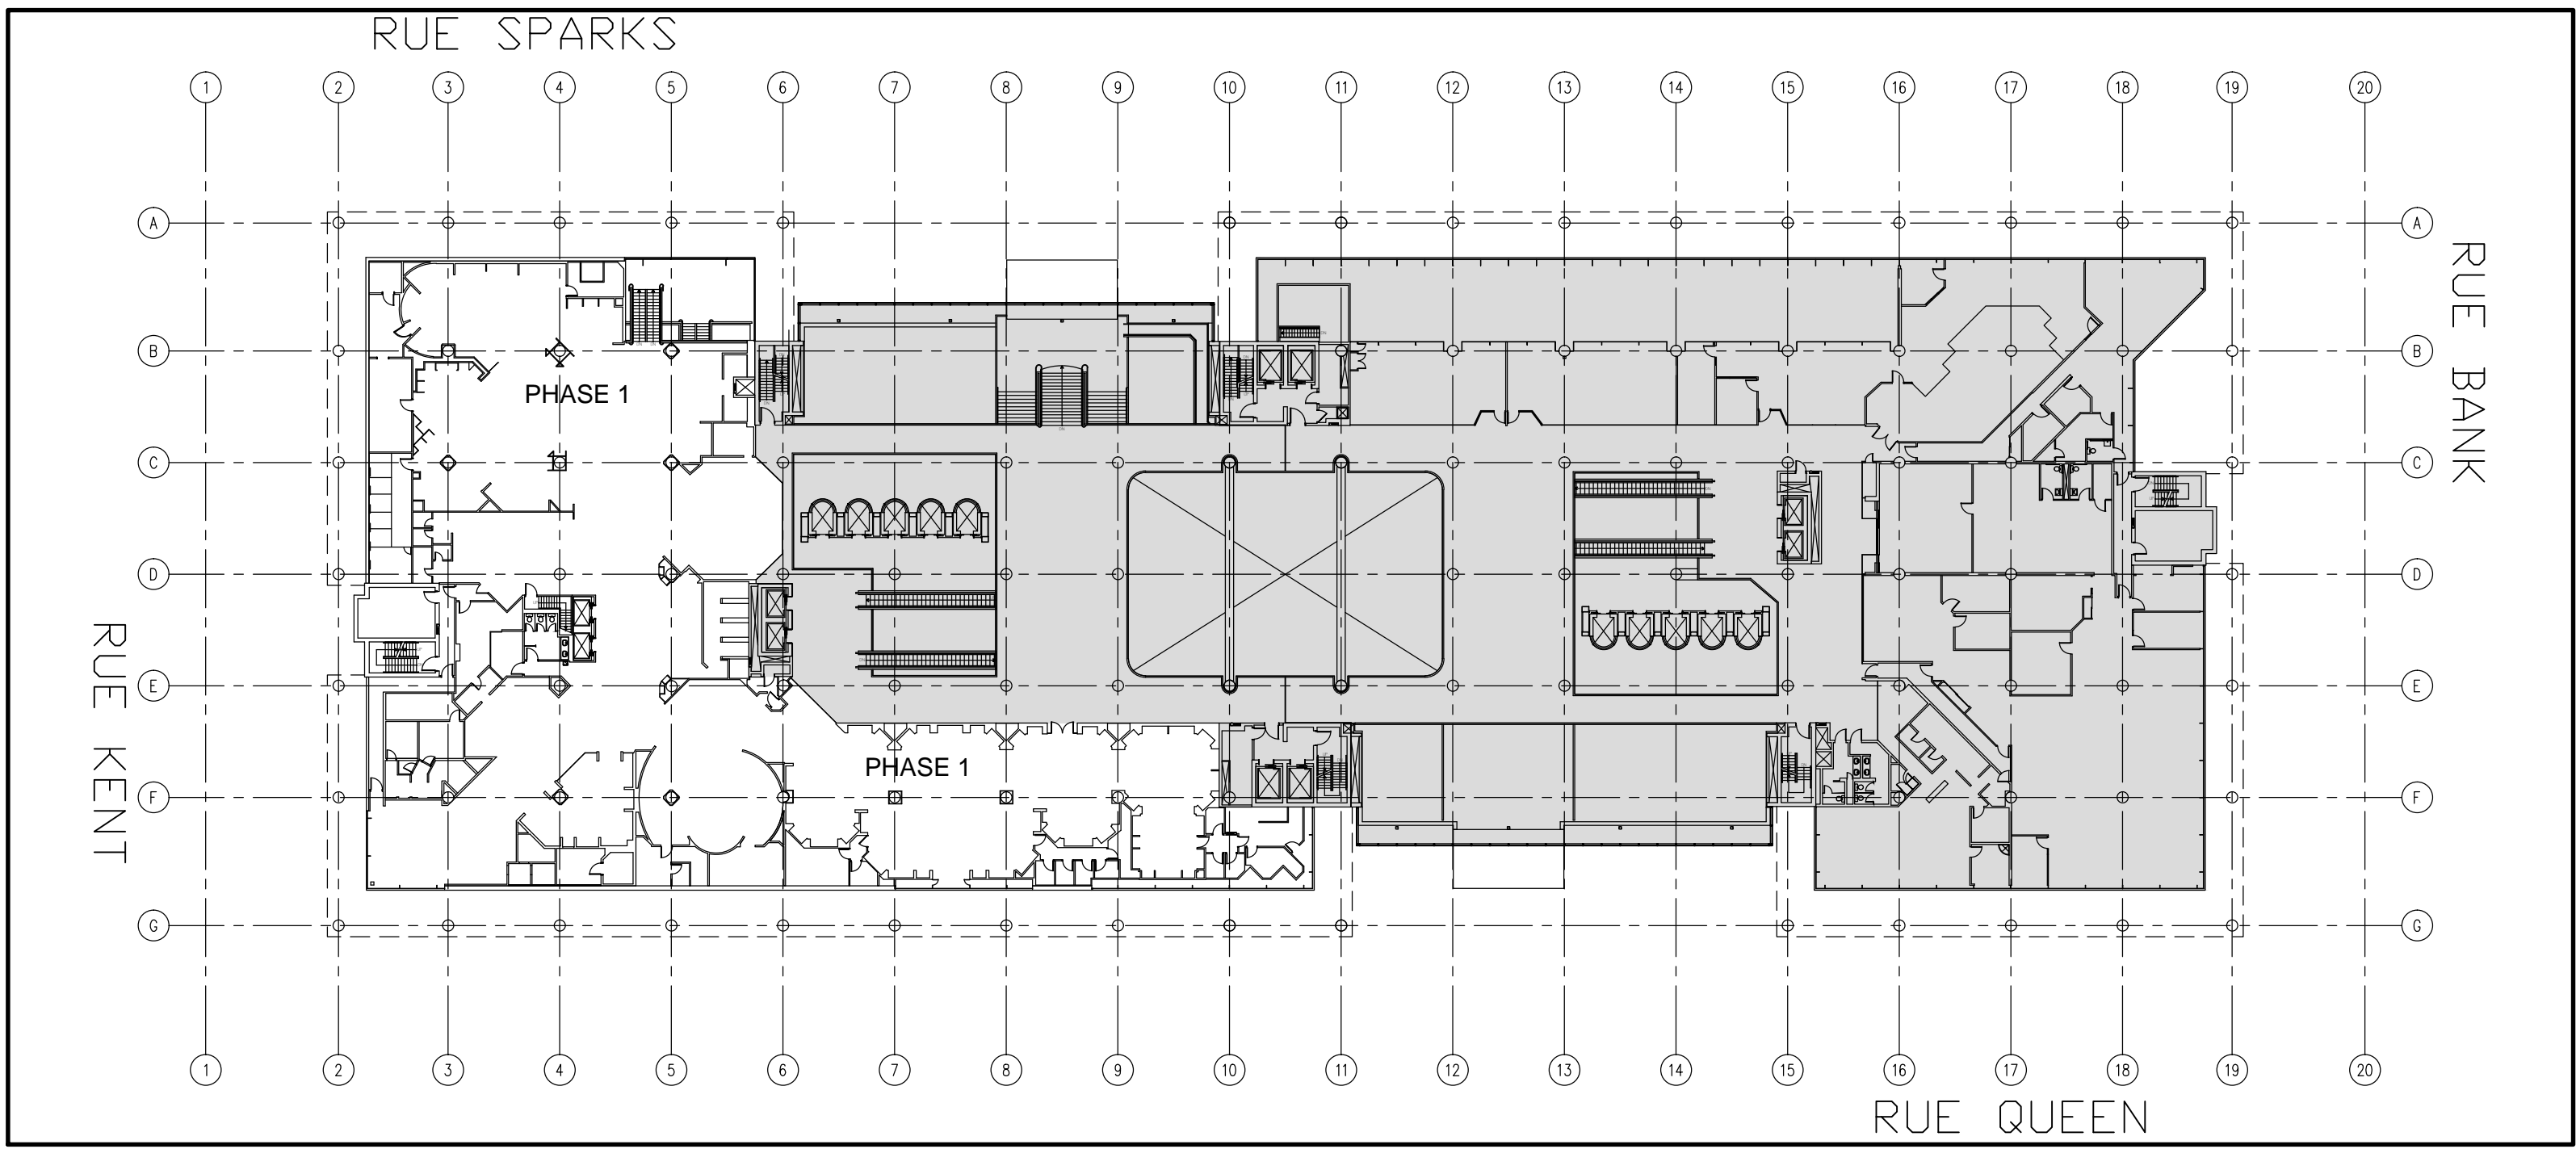 RUE SPARKS
1 2 3 4 5 6 7 8 9 10 11 12 13 14 15 16 17 18 19 20
A A
RUE BANK
B B
PHASE 1
C C
D D
RUE KENT
E E
PHASE 1
F F
G G
1 2 3 4 5 6 7 8 9 10 11 12 13 14 15 16 17 18 19 20
RUE QUEEN